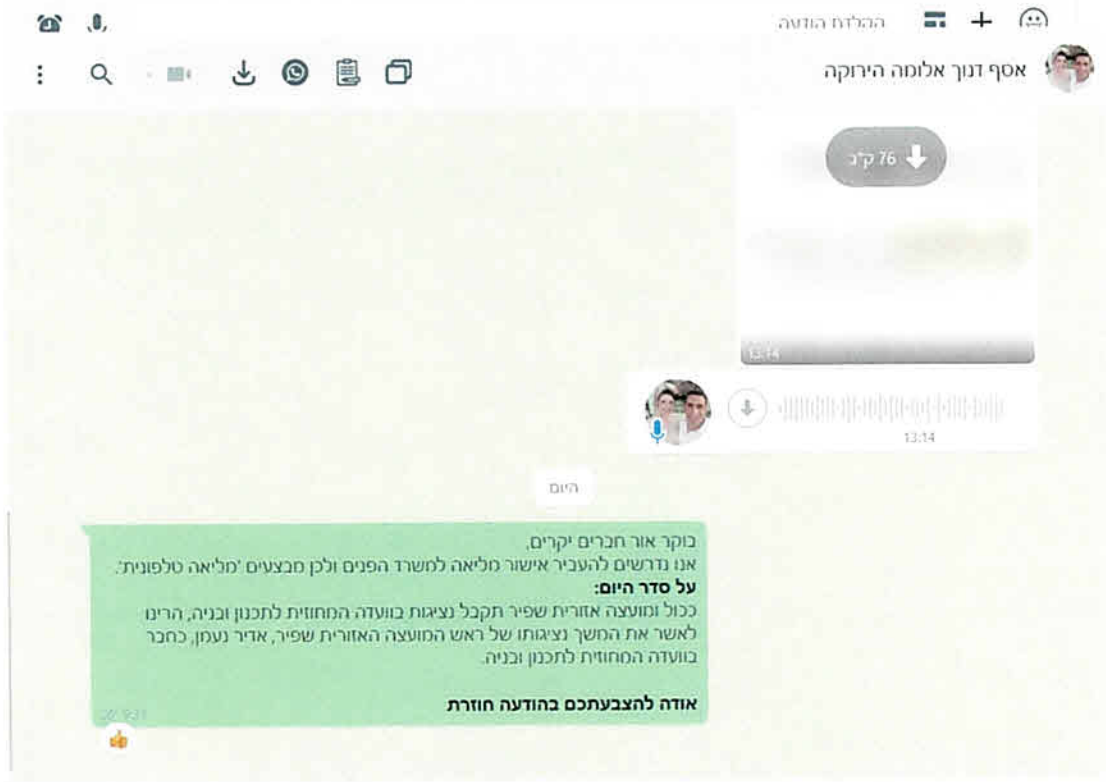 הקלדת הודעה
אסף דנוך אלומה הירוקה
76 ק"ב
13:14
13:14
היום
בוקר אור חברים יקרים,
אנו נדרשים להעביר אישור מליאה למשרד הפנים ולכן מבצעים 'מליאה טלפונית'.
על סדר היום:
ככול ומועצה אזורית שפיר תקבל נציגות בוועדה המחוזית לתכנון ובניה, הרינו
לאשר את המשך נציגותו של ראש המועצה האזורית שפיר, אדיר נעמן, כחבר
בוועדה המחוזית לתכנון ובניה.
אודה להצבעתכם בהודעה חוזרת